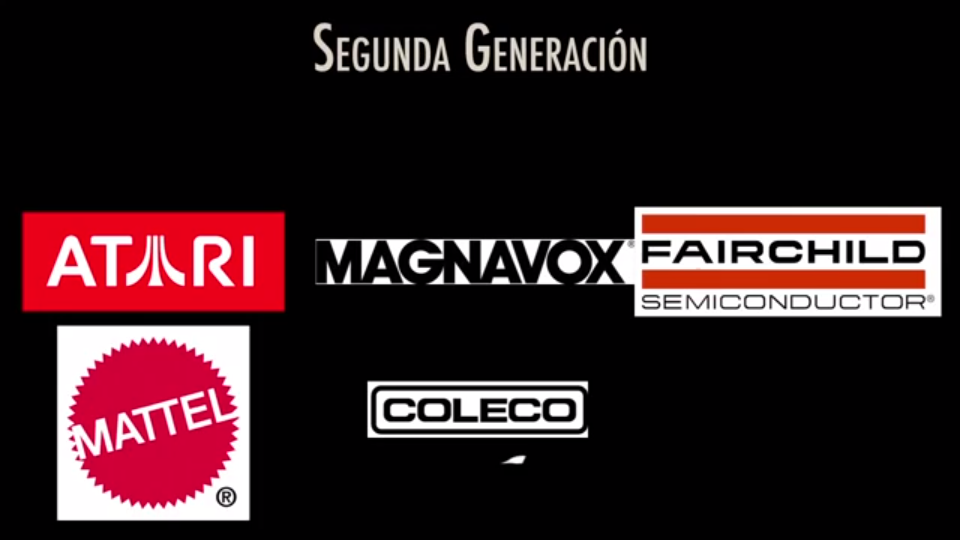 SEGUNDA GENERACIÓN
ATARI
MAGNAVOX®
FAIRCHILD
SEMICONDUCTOR®
MATTEL
®
COLECO